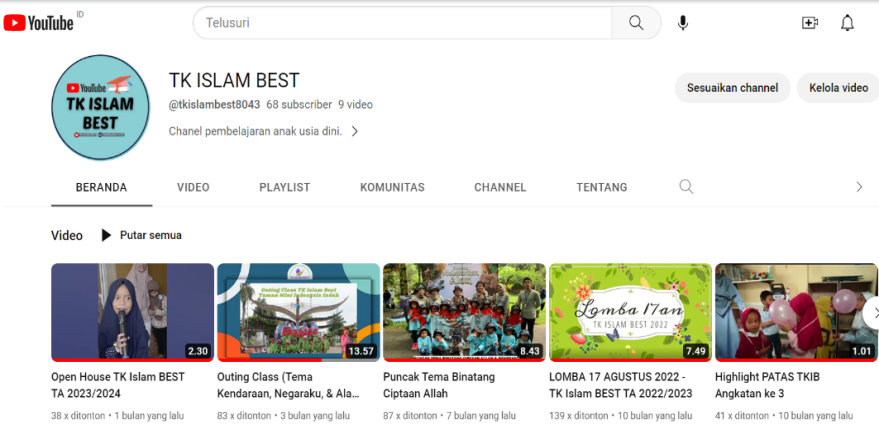 YouTube ID
Telusuri
YouTube
TK ISLAM
BEST
TK ISLAM BEST
@tkislambest8043 68 subscriber 9 video
Chanel pembelajaran anak usia dini.
Sesuaikan channel
Kelola video
BERANDA VIDEO PLAYLIST KOMUNITAS CHANNEL TENTANG
Video Putar semua
Outing Class TK Islam Best
Taman Mini Indonesia Indah
Lomba 17an
TK ISLAM BEST 2022
2.30
13.57
8.43
7.49
1.01
Open House TK Islam BEST
TA 2023/2024
38 x ditonton • 1 bulan yang lalu
Outing Class (Tema
Kendaraan, Negaraku, & Ala...
83 x ditonton • 3 bulan yang lalu
Puncak Tema Binatang
Ciptaan Allah
87 x ditonton • 7 bulan yang lalu
LOMBA 17 AGUSTUS 2022 -
TK Islam BEST TA 2022/2023
139 x ditonton • 10 bulan yang lalu
Highlight PATAS TKIB
Angkatan ke 3
41 x ditonton • 10 bulan yang lalu